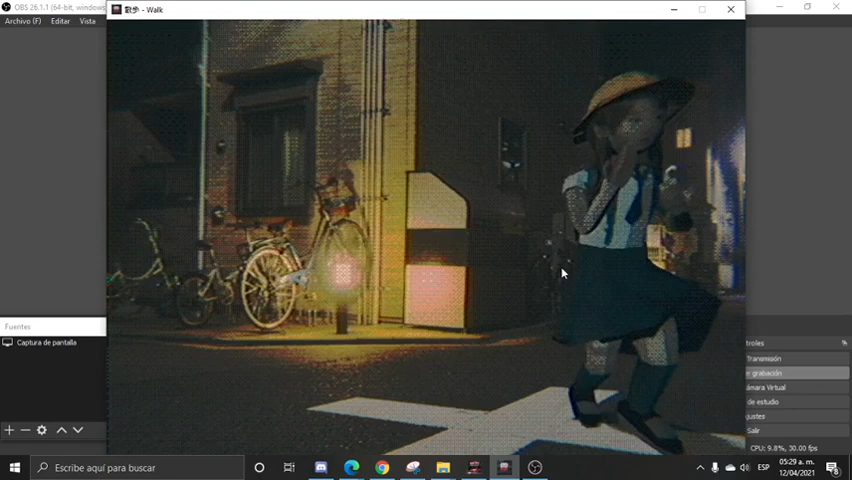 OBS 26.1.1 (64-bit, windows
散歩 - Walk
Archivo (F)
Editar
Vista
Fuentes
Captura de pantalla
troles
Transmisión
er grabación
ámara Virtual
de estudio
justes
Salir
CPU: 9.8%, 30.00 fps
Escribe aquí para buscar
ESP
05:29 a. m.
12/04/2021
8